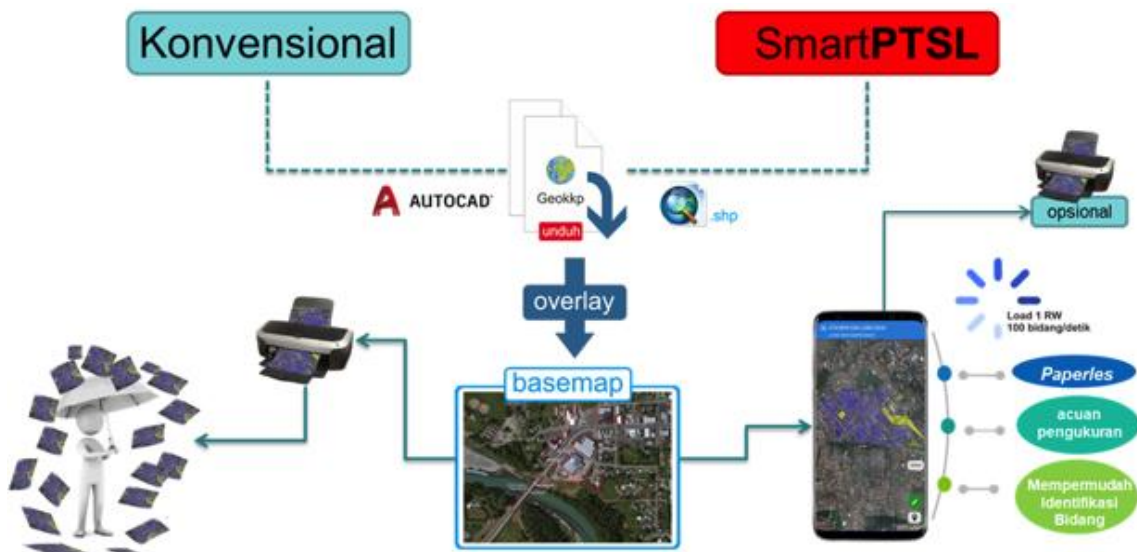 Konvensional
SmartPTSL
AUTOCAD
Geokkp
unduh
.shp
opsional
overlay
Load 1 RW
100 bidang/detik
basemap
Paperles
acuan
pengukuran
Mempermudah
Identifikasi
Bidang